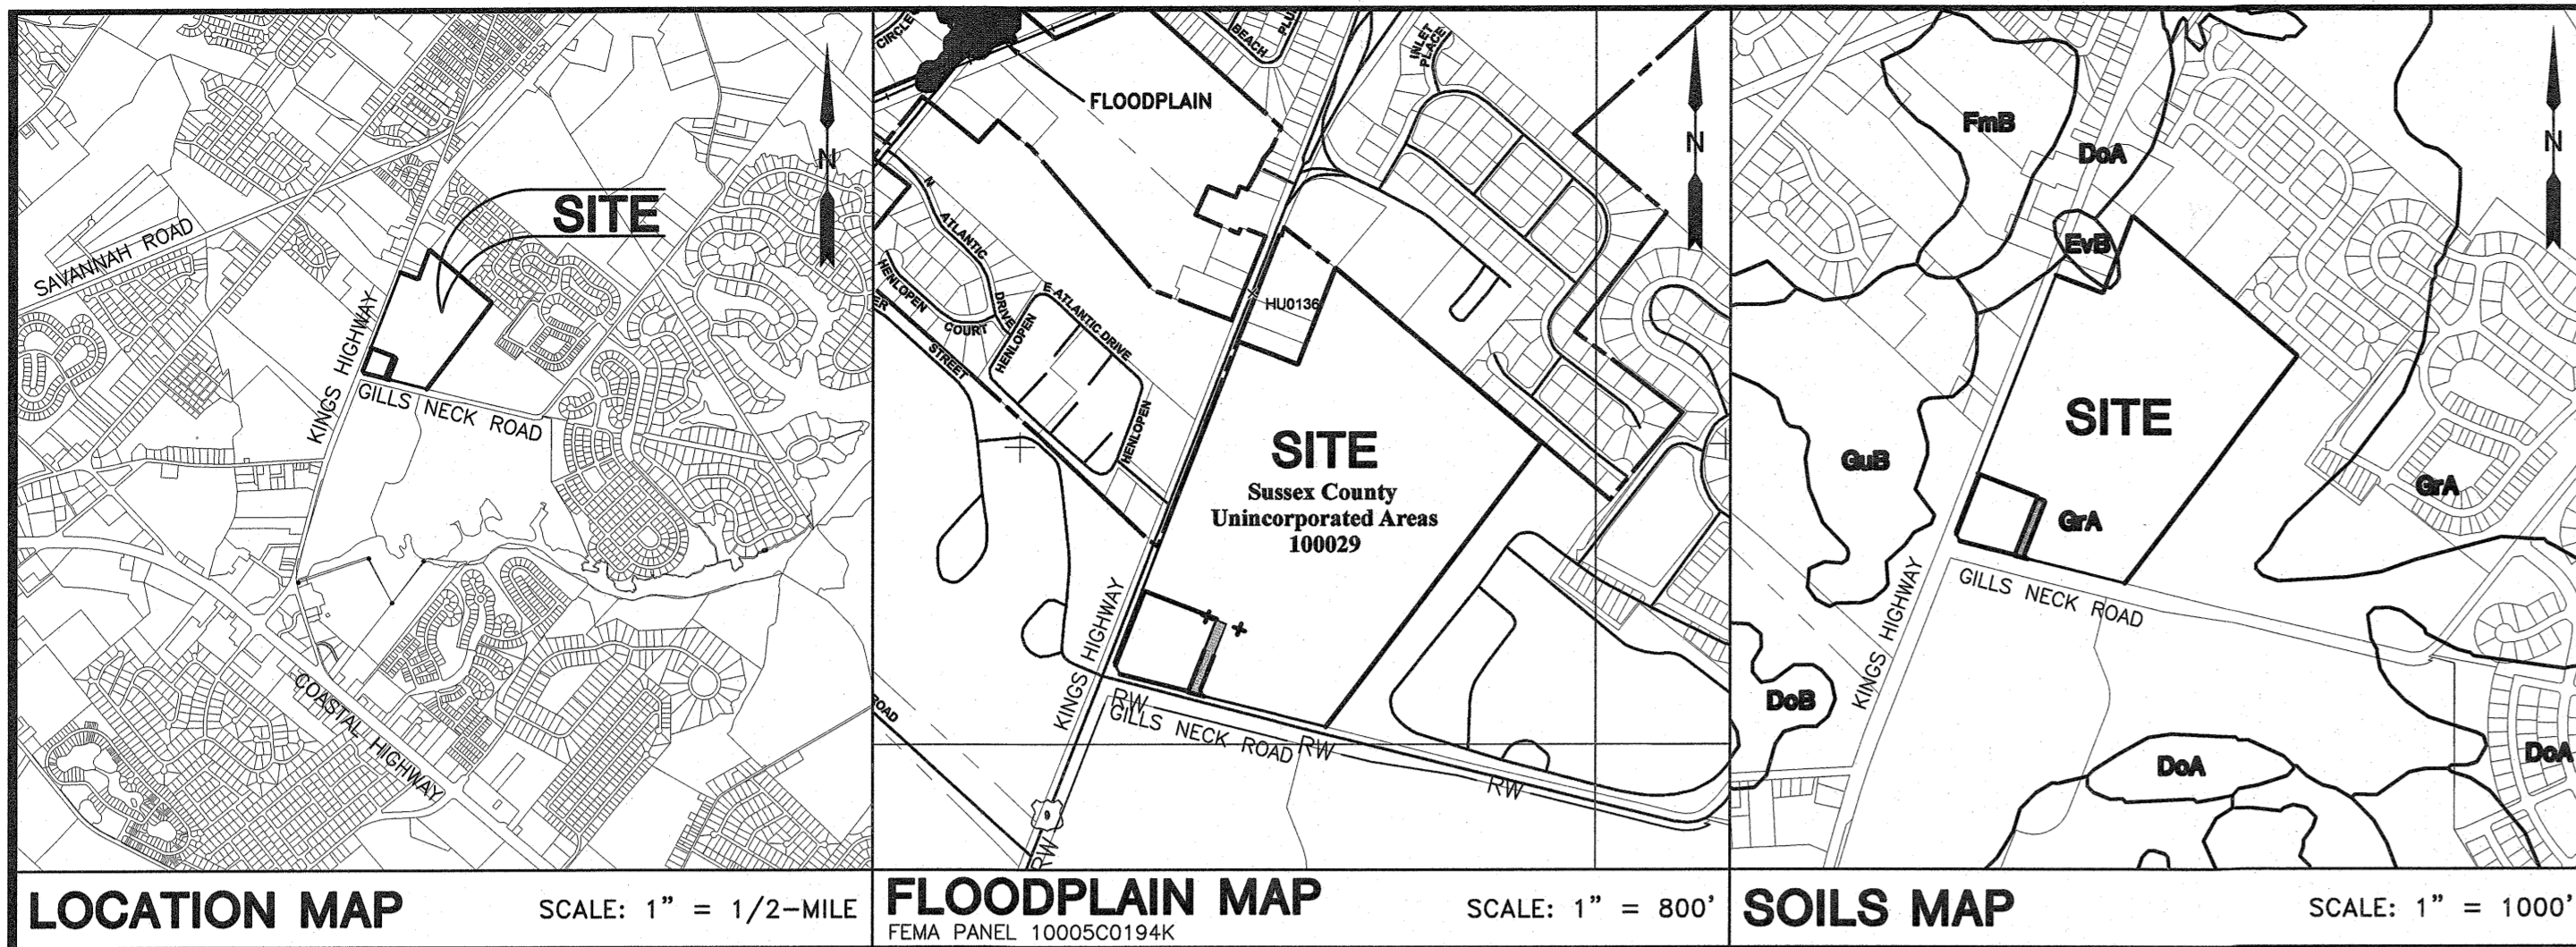 N
SITE
SAVANNAH ROAD
KINGS HIGHWAY
GILLS NECK ROAD
COASTAL HIGHWAY
LOCATION MAP
SCALE: 1" = 1/2-MILE
CIRCLE
BEACH
INLET
PLACE
FLOODPLAIN
N
N
ATLANTIC
DRIVE
HENLOPEN
COURT
E ATLANTIC DRIVE
HENLOPEN
HENLOPEN
STREET
HU0136
SITE
Sussex County
Unincorporated Areas
100029
KINGS HIGHWAY
RW
GILLS NECK ROAD
RW
RW
ROAD
9
RW
FLOODPLAIN MAP
SCALE: 1" = 800'
FEMA PANEL 10005C0194K
N
FmB
DoA
EvB
SITE
GuB
GrA
GrA
KINGS HIGHWAY
GILLS NECK ROAD
DoB
DoA
DoA
SOILS MAP
SCALE: 1" = 1000'